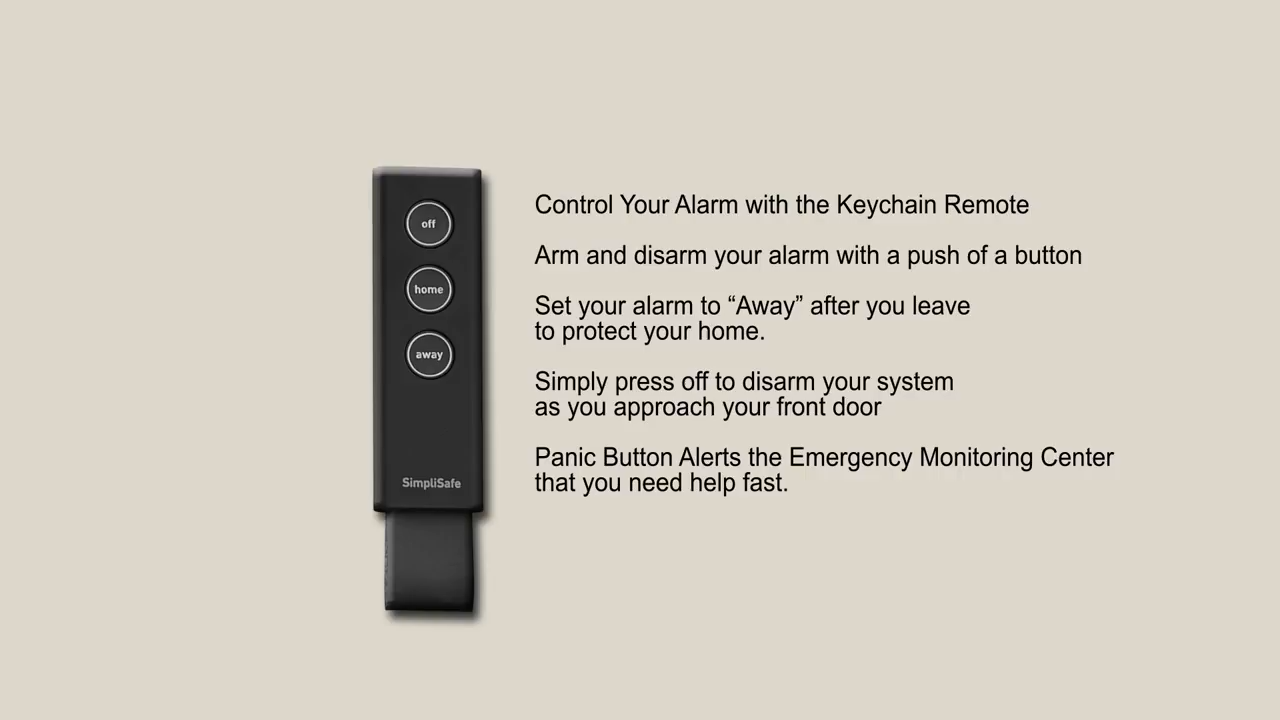 off
home
away
SimpliSafe
Control Your Alarm with the Keychain Remote
Arm and disarm your alarm with a push of a button
Set your alarm to “Away” after you leave
to protect your home.
Simply press off to disarm your system
as you approach your front door
Panic Button Alerts the Emergency Monitoring Center
that you need help fast.